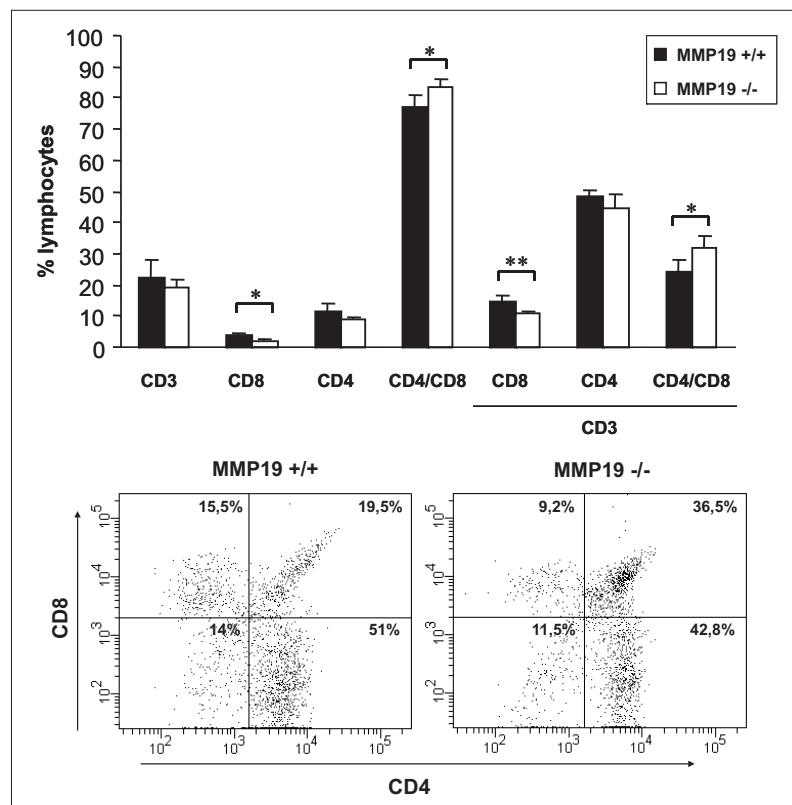 % lymphocytes
100
90
80
70
60
50
40
30
20
10
0
MMP19 +/+
MMP19 -/-
*
*
**
*
CD3
CD8
CD4
CD4/CD8
CD8
CD4
CD4/CD8
CD3
MMP19 +/+
MMP19 -/-
CD8
10^5
10^4
10^3
10^2
15,5%
19,5%
14%
51%
10^2
10^3
10^4
10^5
10^5
10^4
10^3
10^2
9,2%
36,5%
11,5%
42,8%
10^2
10^3
10^4
10^5
CD4